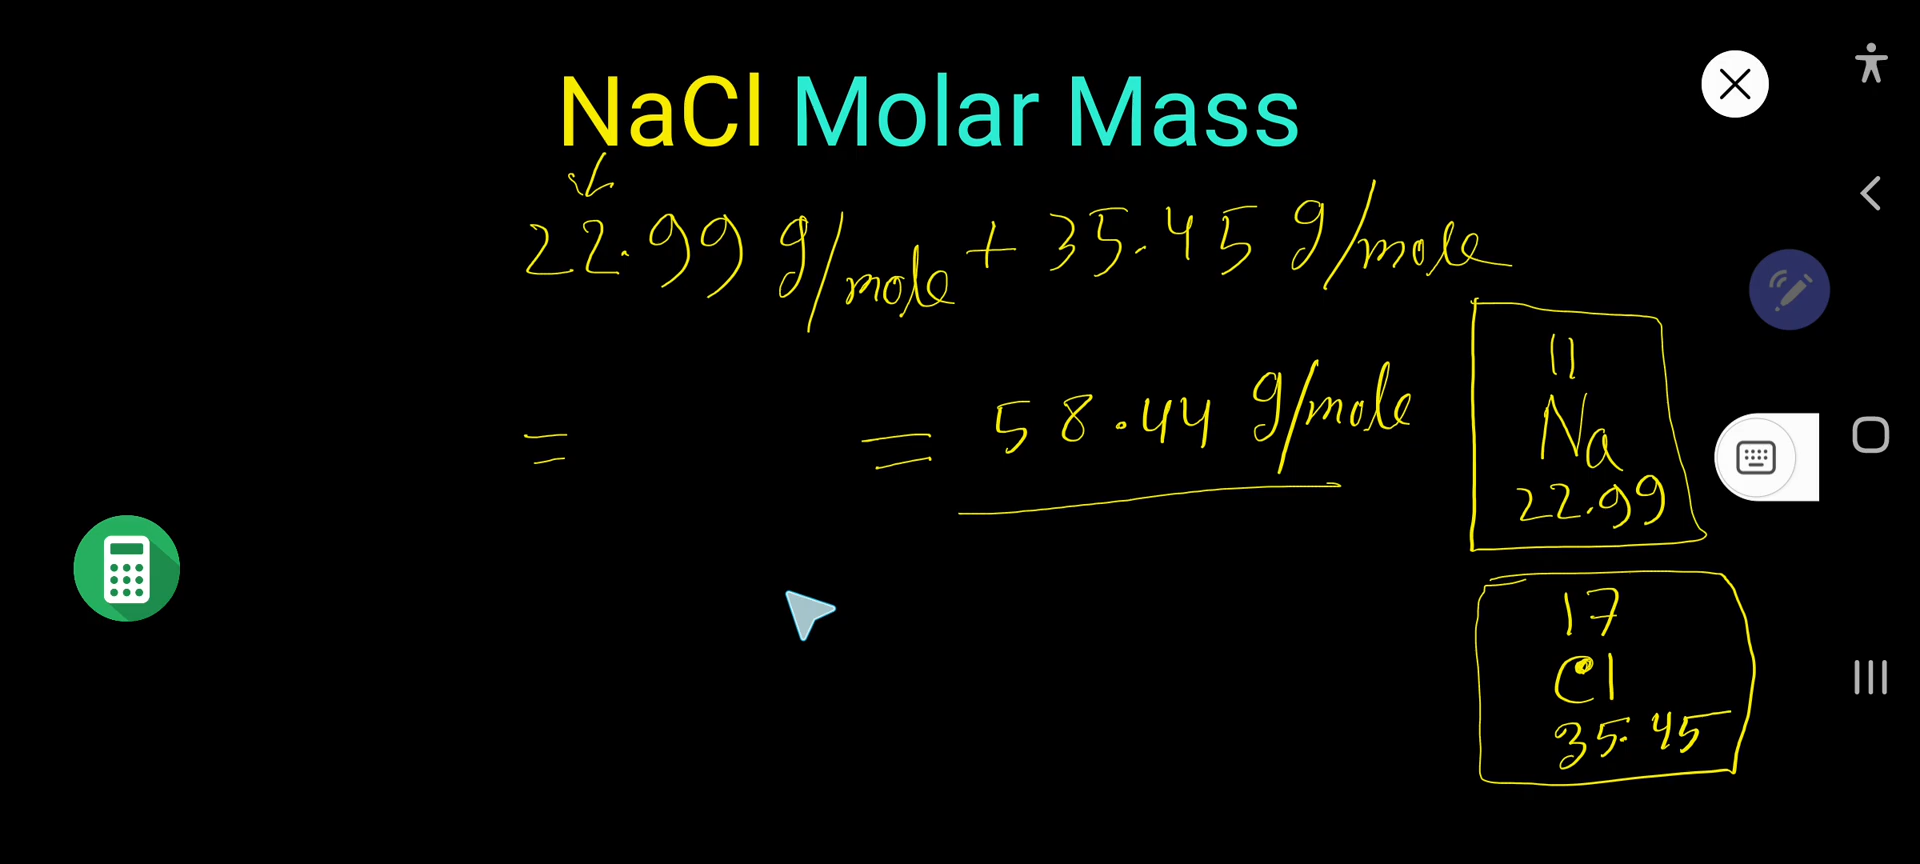 NaCl Molar Mass
22.99 g/mole + 35.45 g/mole
= = 58.44 g/mole
11
Na
22.99
17
Cl
35.45